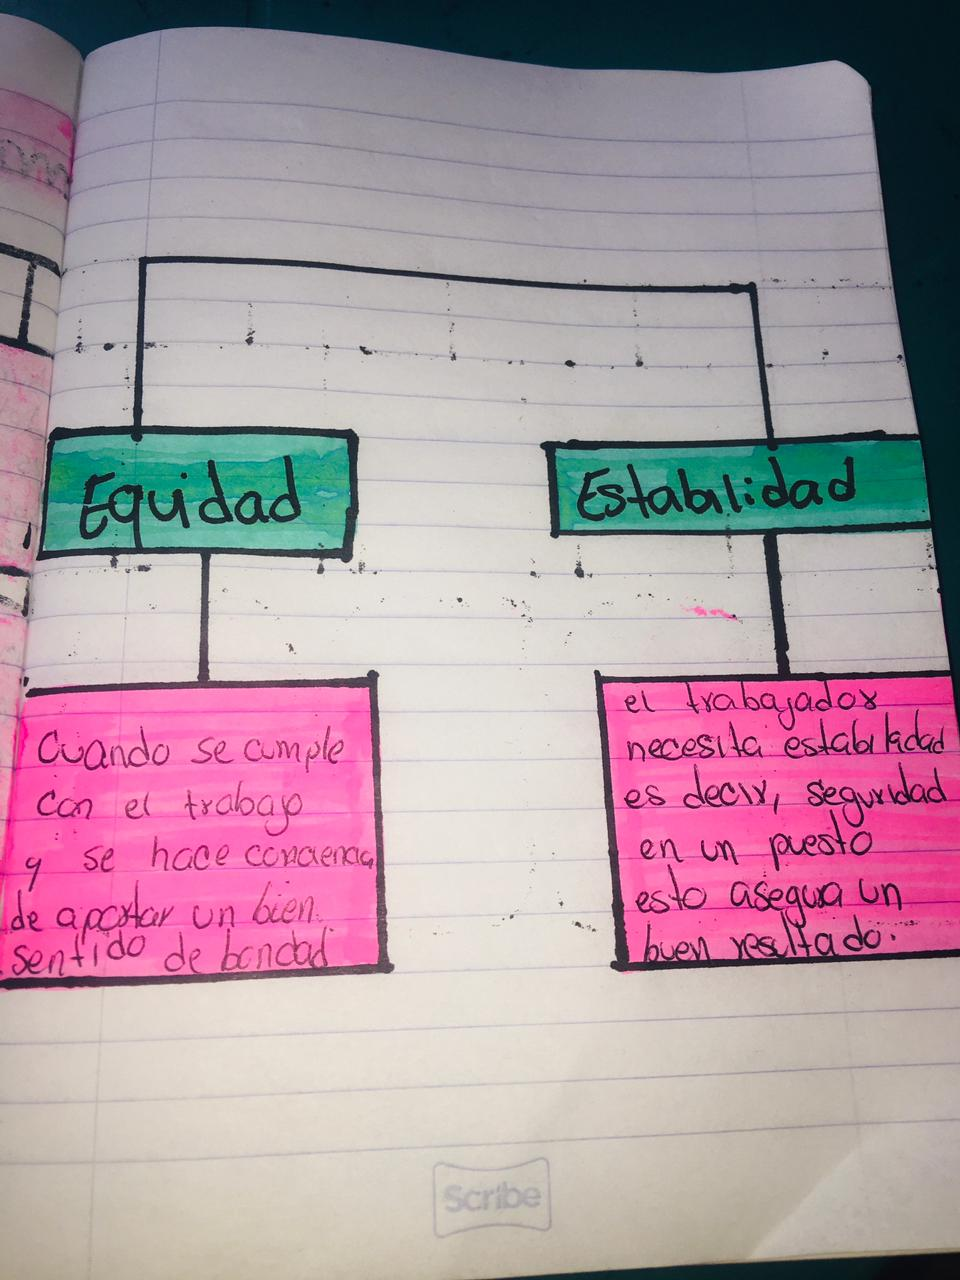 Equidad
Cuando se cumple
con el trabajo
y se hace conciencia
de aportar un bien.
sentido de bondad
Estabilidad
el trabajador
necesita estabilidad
es decir, seguridad
en un puesto
esto asegura un
buen resultado.
Scribe